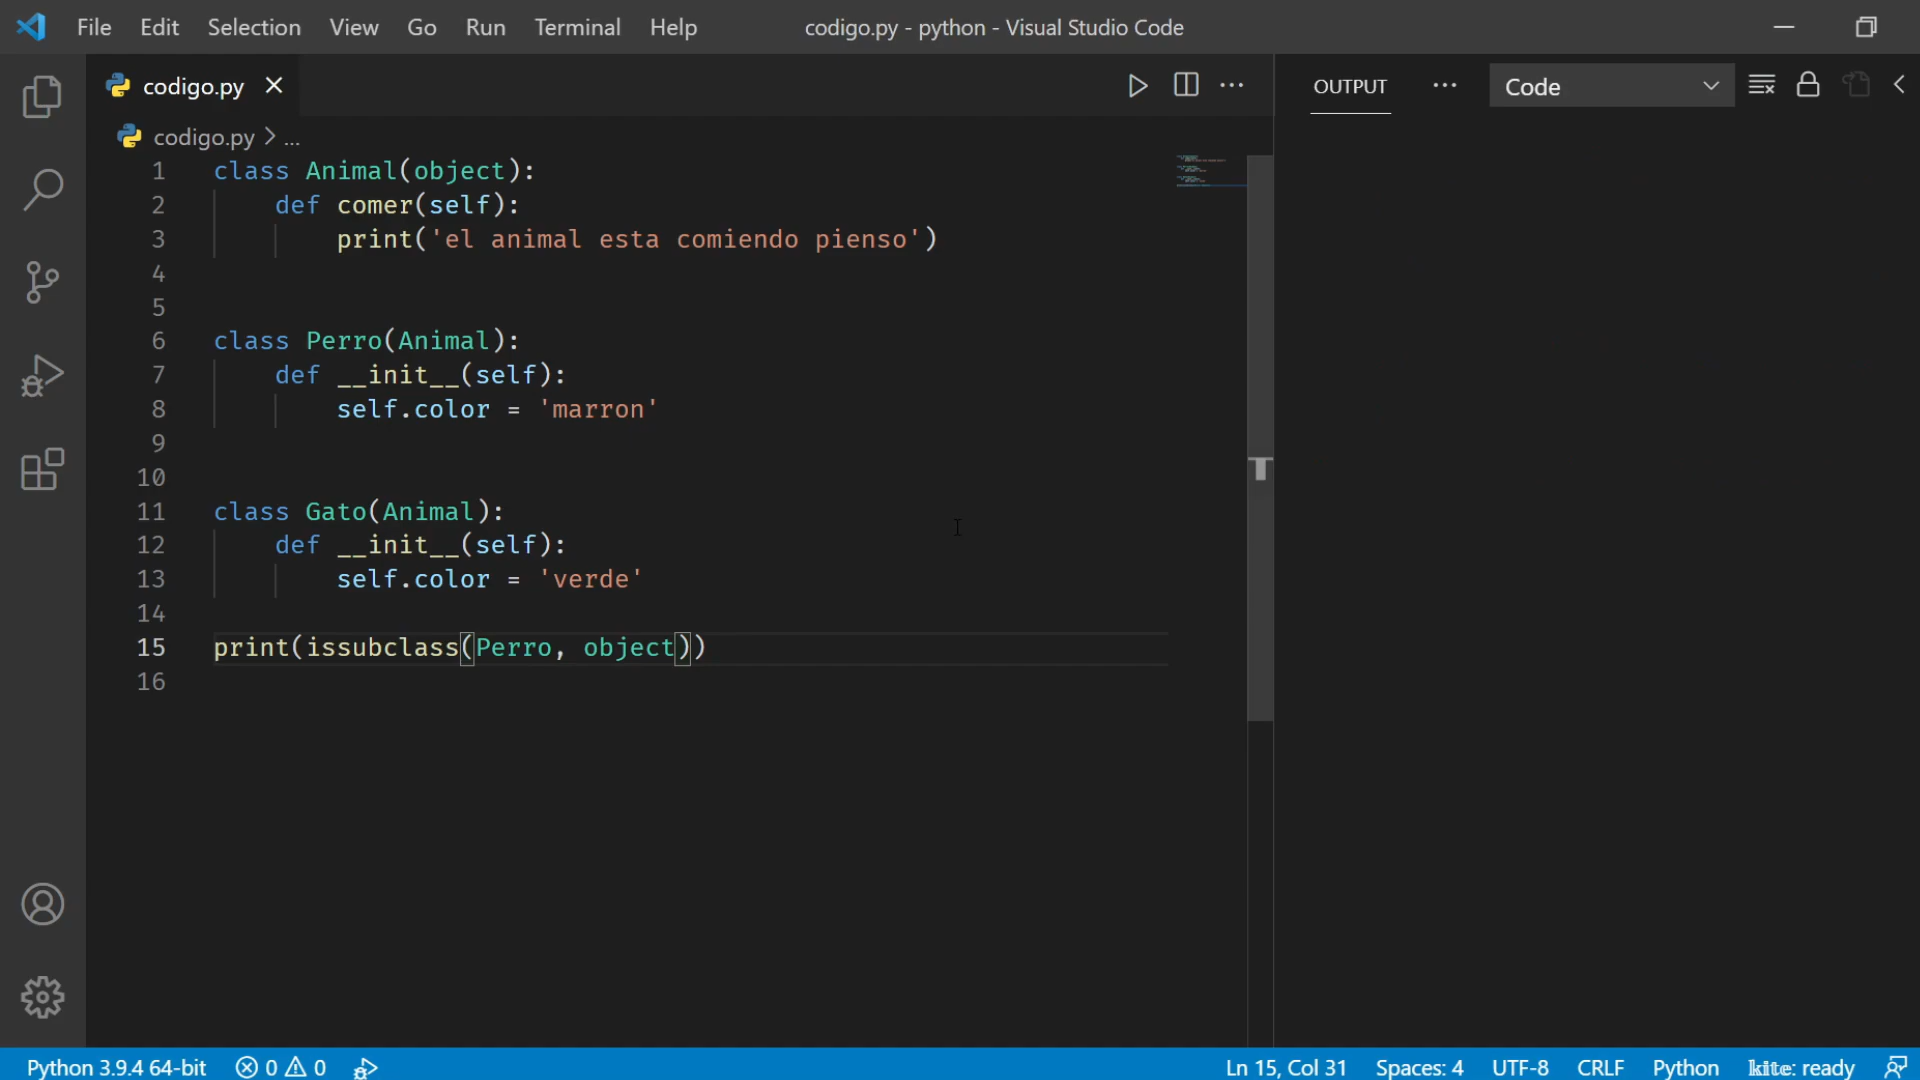 File Edit Selection View Go Run Terminal Help codigo.py - python - Visual Studio Code
codigo.py
OUTPUT ··· Code
codigo.py > ...
1 class Animal(object):
2     def comer(self):
3         print('el animal esta comiendo pienso')
4
5
6 class Perro(Animal):
7     def __init__(self):
8         self.color = 'marron'
9
10
11 class Gato(Animal):
12     def __init__(self):
13         self.color = 'verde'
14
15 print(issubclass(Perro, object))
16
Python 3.9.4 64-bit 0 0 Ln 15, Col 31 Spaces: 4 UTF-8 CRLF Python kite: ready